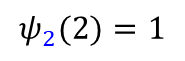 ψ₂(2) = 1